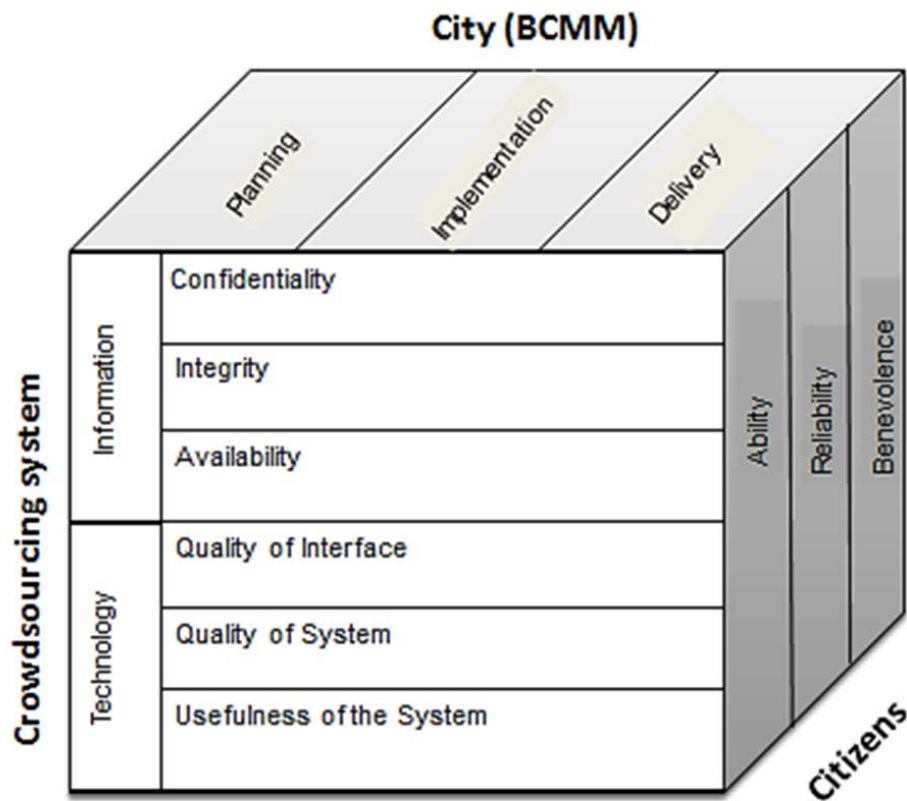 City (BCMM)
Planning
Implementation
Delivery
Crowdsourcing system
Information
Confidentiality
Integrity
Availability
Technology
Quality of Interface
Quality of System
Usefulness of the System
Ability
Reliability
Benevolence
Citizens